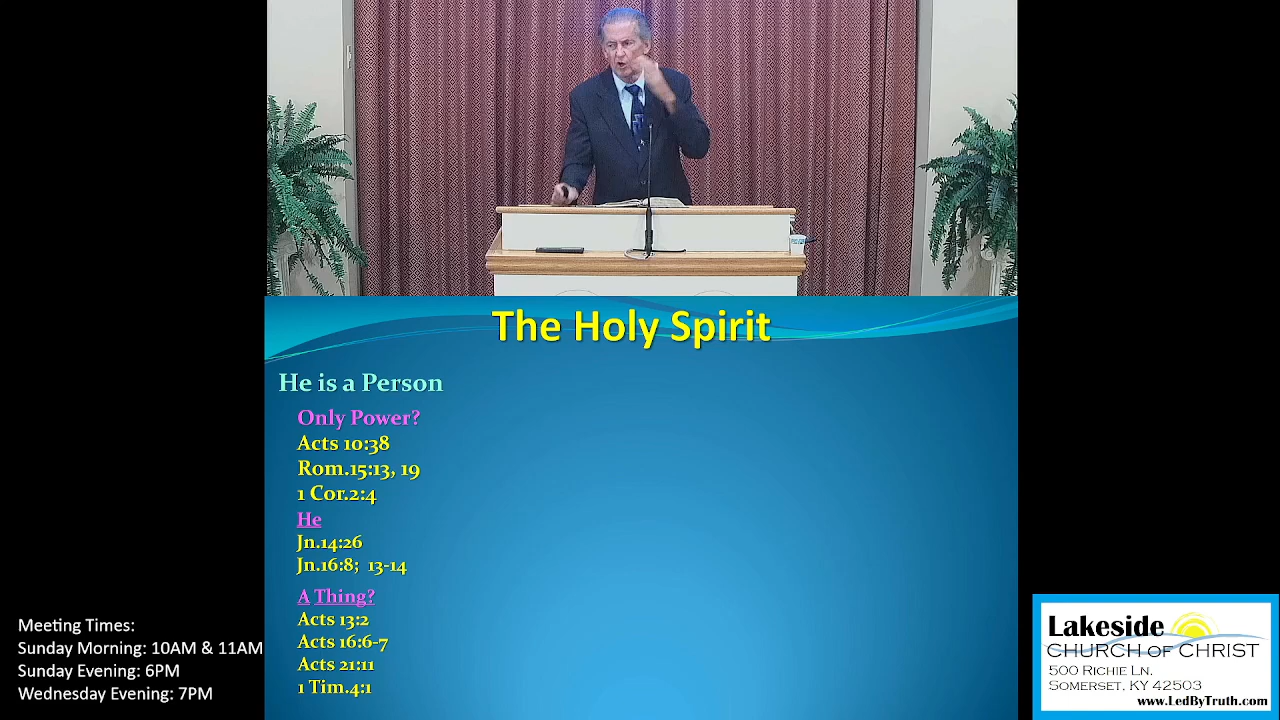 The Holy Spirit
He is a Person
Only Power?
Acts 10:38
Rom.15:13, 19
1 Cor.2:4
He
Jn.14:26
Jn.16:8;  13-14
A Thing?
Acts 13:2
Acts 16:6-7
Acts 21:11
1 Tim.4:1
Meeting Times:
Sunday Morning: 10AM & 11AM
Sunday Evening: 6PM
Wednesday Evening: 7PM
Lakeside
CHURCH OF CHRIST
500 RICHIE LN.
SOMERSET, KY 42503
www.LedByTruth.com